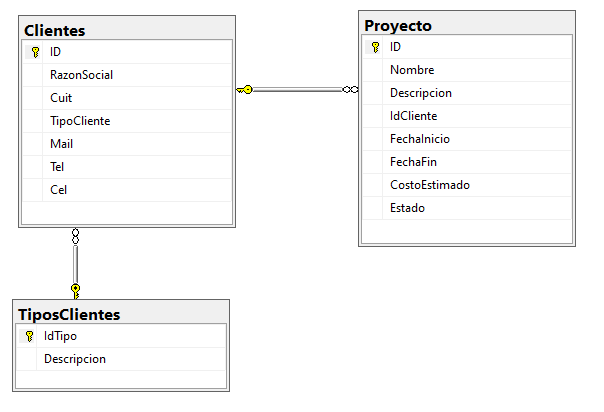 Clientes
ID
RazonSocial
Cuit
TipoCliente
Mail
Tel
Cel
Proyecto
ID
Nombre
Descripcion
IdCliente
FechaInicio
FechaFin
CostoEstimado
Estado
TiposClientes
IdTipo
Descripcion